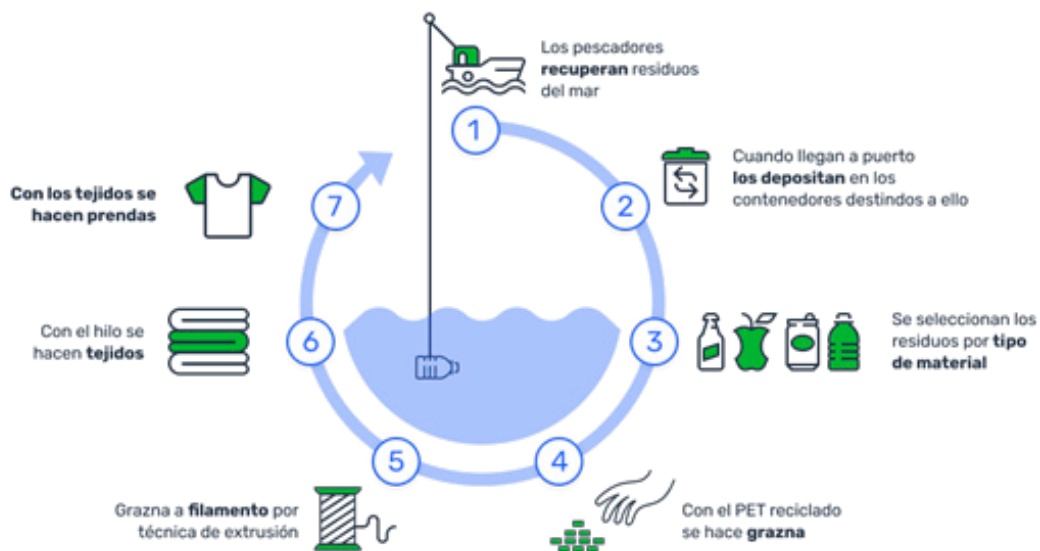 1
Los pescadores
recuperan residuos
del mar
2
Cuando llegan a puerto
los depositan en los
contenedores destindos a ello
3
Se seleccionan los
residuos por tipo
de material
4
Con el PET reciclado
se hace grazna
5
Grazna a filamento por
técnica de extrusión
6
Con el hilo se
hacen tejidos
7
Con los tejidos se
hacen prendas